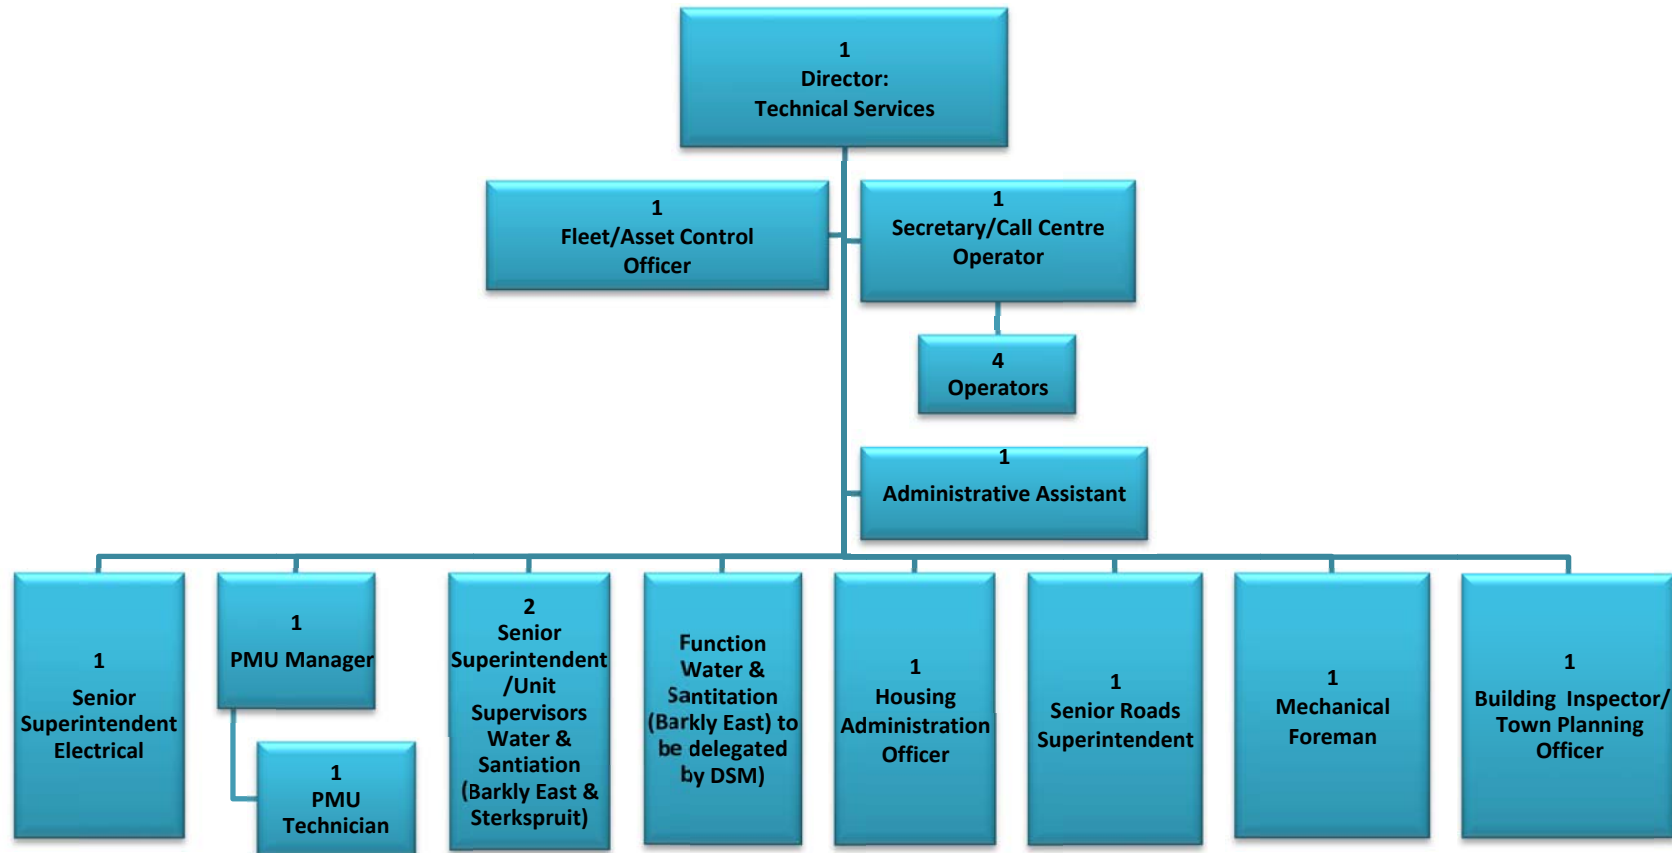 1
Director:
Technical Services
1
Fleet/Asset Control
Officer
1
Secretary/Call Centre
Operator
4
Operators
1
Administrative Assistant
1
Senior
Superintendent
Electrical
1
PMU Manager
1
PMU
Technician
2
Senior
Superintendent
/Unit
Supervisors
Water &
Santiation
(Barkly East &
Sterkspruit)
Function
Water &
Santitation
(Barkly East) to
be delegated
by DSM)
1
Housing
Administration
Officer
1
Senior Roads
Superintendent
1
Mechanical
Foreman
1
Building Inspector/
Town Planning
Officer